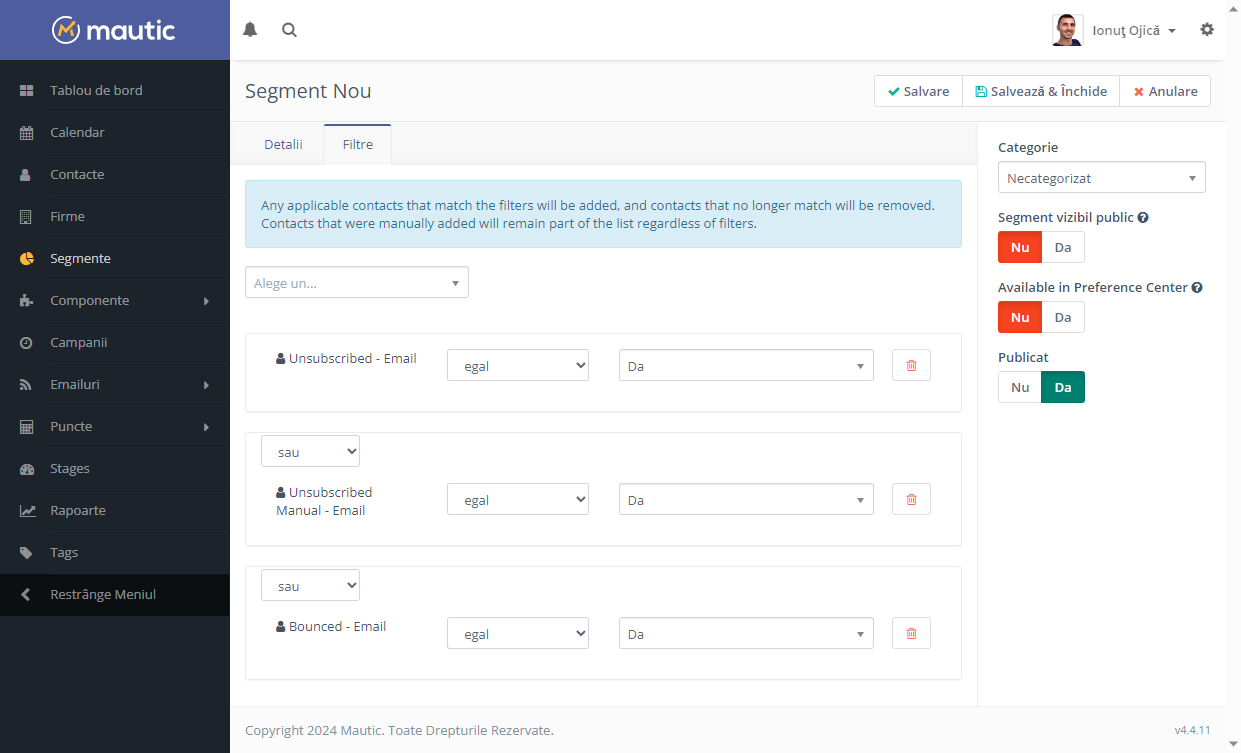 mautic
Ionuţ Ojică
Tablou de bord
Calendar
Contacte
Firme
Segmente
Componente
Campanii
Emailuri
Puncte
Stages
Rapoarte
Tags
Restrânge Meniul
Segment Nou
Salvare
Salvează & Închide
Anulare
Detalii
Filtre
Any applicable contacts that match the filters will be added, and contacts that no longer match will be removed.
Contacts that were manually added will remain part of the list regardless of filters.
Alege un...
Unsubscribed - Email
egal
Da
sau
Unsubscribed
Manual - Email
egal
Da
sau
Bounced - Email
egal
Da
Categorie
Necategorizat
Segment vizibil public
Nu
Da
Available in Preference Center
Nu
Da
Publicat
Nu
Da
Copyright 2024 Mautic. Toate Drepturile Rezervate.
v4.4.11